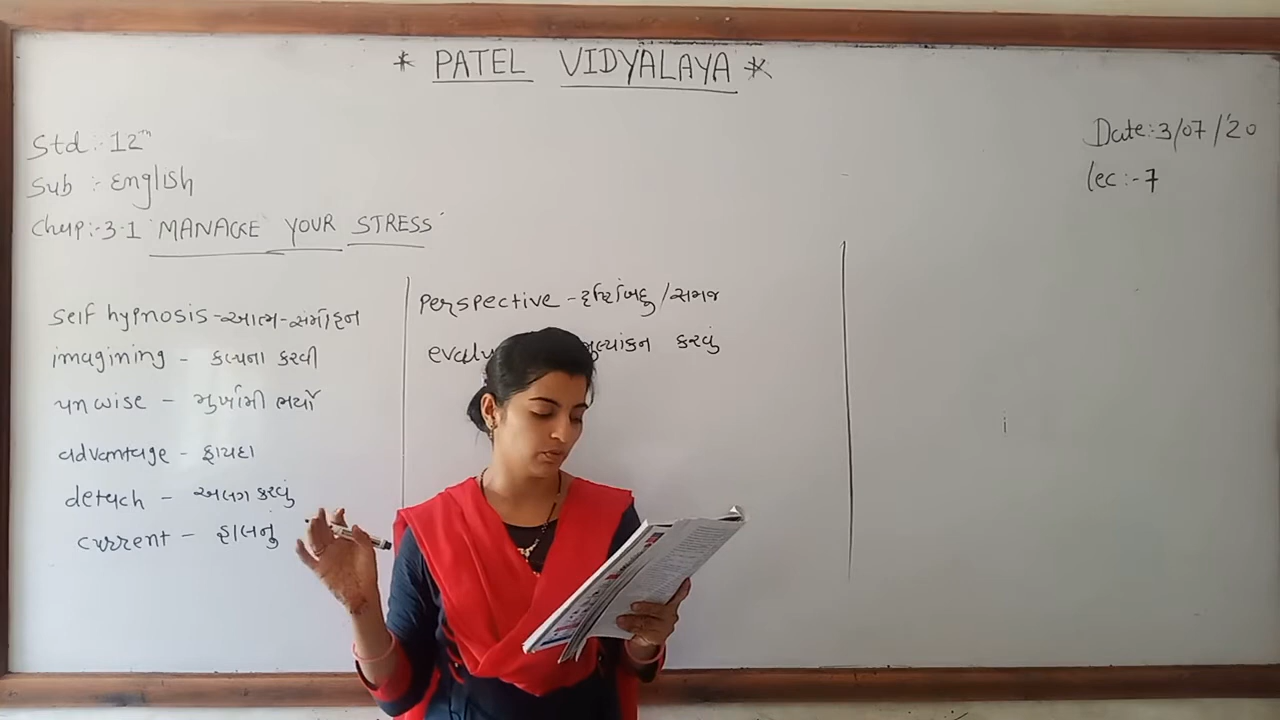 * PATEL VIDYALAYA *
Std :- 12th
Sub :- English
Chap:-3.1 'MANAGE YOUR STRESS'
Date:-3/07/'20
lec :- 7
self hypnosis - આત્મ-સંમોહન
imagining - કલ્પના કરવી
unwise - મુર્ખામી ભર્યો
advantage - ફાયદા
detach - અલગ કરવું
current - હાલનું
perspective - દ્રષ્ટિબિંદુ/સમજ
મુલ્યાંકન કરવું